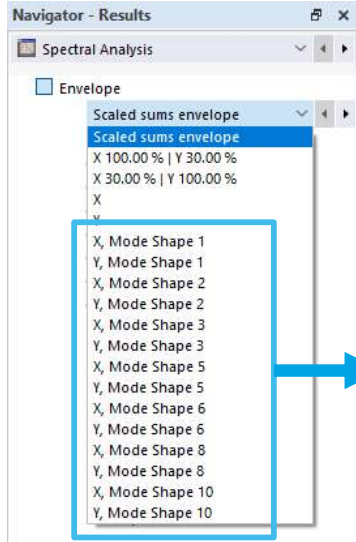 Navigator - Results
Spectral Analysis
Envelope
Scaled sums envelope
Scaled sums envelope
X 100.00 % | Y 30.00 %
X 30.00 % | Y 100.00 %
X
Y
X, Mode Shape 1
Y, Mode Shape 1
X, Mode Shape 2
Y, Mode Shape 2
X, Mode Shape 3
Y, Mode Shape 3
X, Mode Shape 5
Y, Mode Shape 5
X, Mode Shape 6
Y, Mode Shape 6
X, Mode Shape 8
Y, Mode Shape 8
X, Mode Shape 10
Y, Mode Shape 10